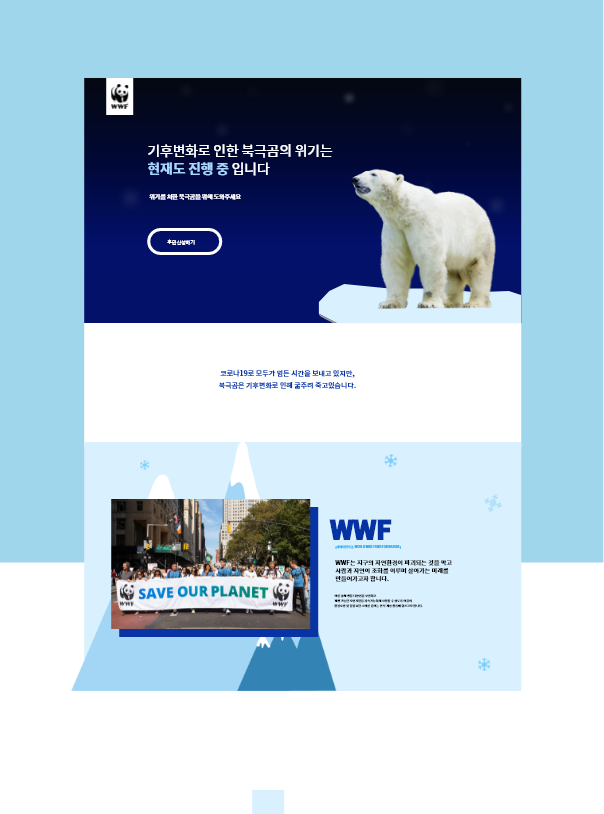 WWF
기후변화로 인한 북극곰의 위기는
현재도 진행 중 입니다
위기를 처한 북극곰을 위해 도와주세요
후원신청하기
코로나19로 모두가 힘든 시간을 보내고 있지만,
북극곰은 기후변화로 인해 굶주려 죽고있습니다.
SAVE OUR PLANET
WWF
WWF
WWF
WWF는 지구의 자연환경이 파괴되는 것을 막고
사람과 자연이 조화를 이루며 살아가는 미래를
만들어가고자 합니다.